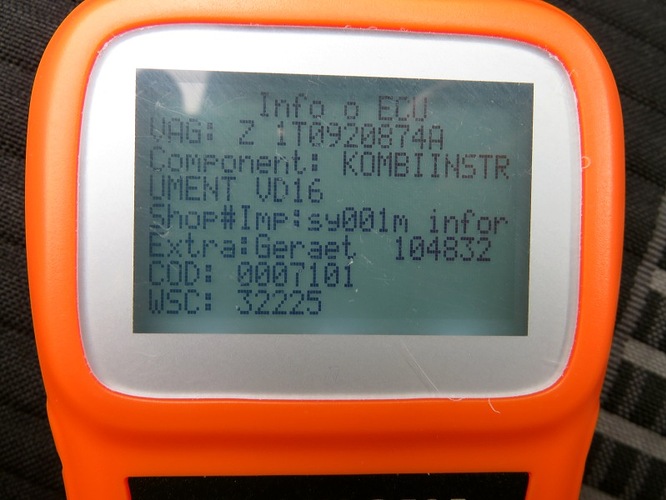 Info o ECU
VAG: Z 1T0920874A
Component: KOMBIINSTR
UMENT VD16
Shop#Imp:sy001m infor
Extra:Geraet 104832
COD: 0007101
WSC: 32225